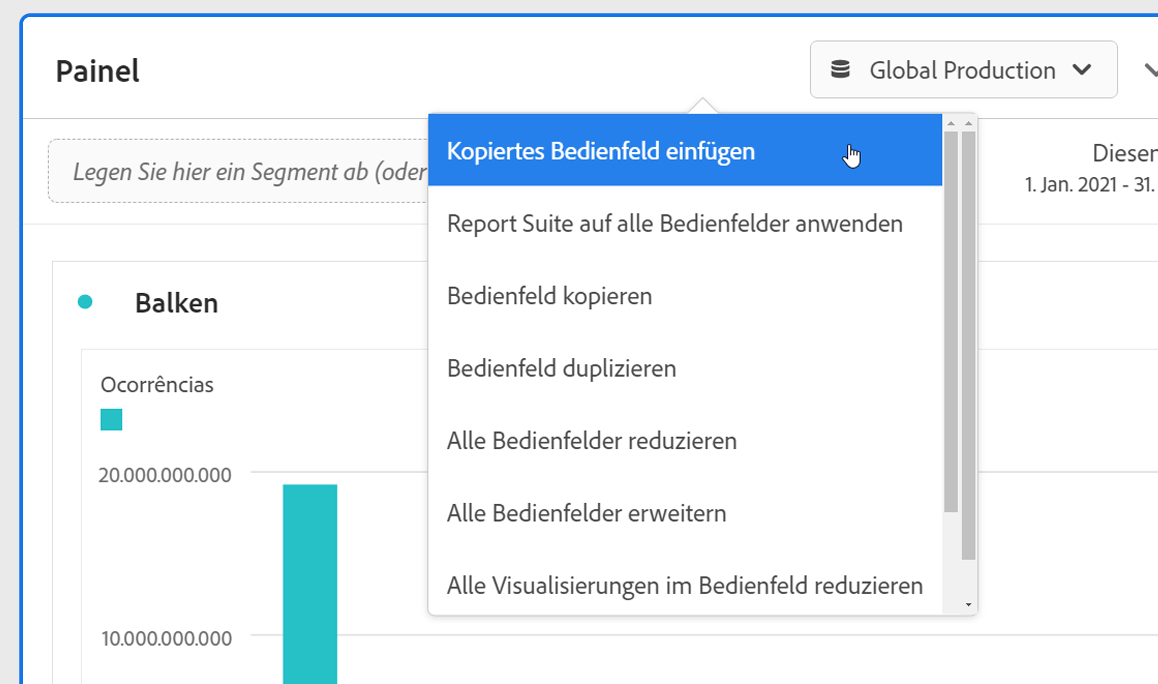 Painel
Global Production
Kopiertes Bedienfeld einfügen
Legen Sie hier ein Segment ab (oder
Diesen
1. Jan. 2021 - 31.
Report Suite auf alle Bedienfelder anwenden
Bedienfeld kopieren
Bedienfeld duplizieren
Alle Bedienfelder reduzieren
Alle Bedienfelder erweitern
Alle Visualisierungen im Bedienfeld reduzieren
Balken
Ocorrências
20.000.000.000
10.000.000.000